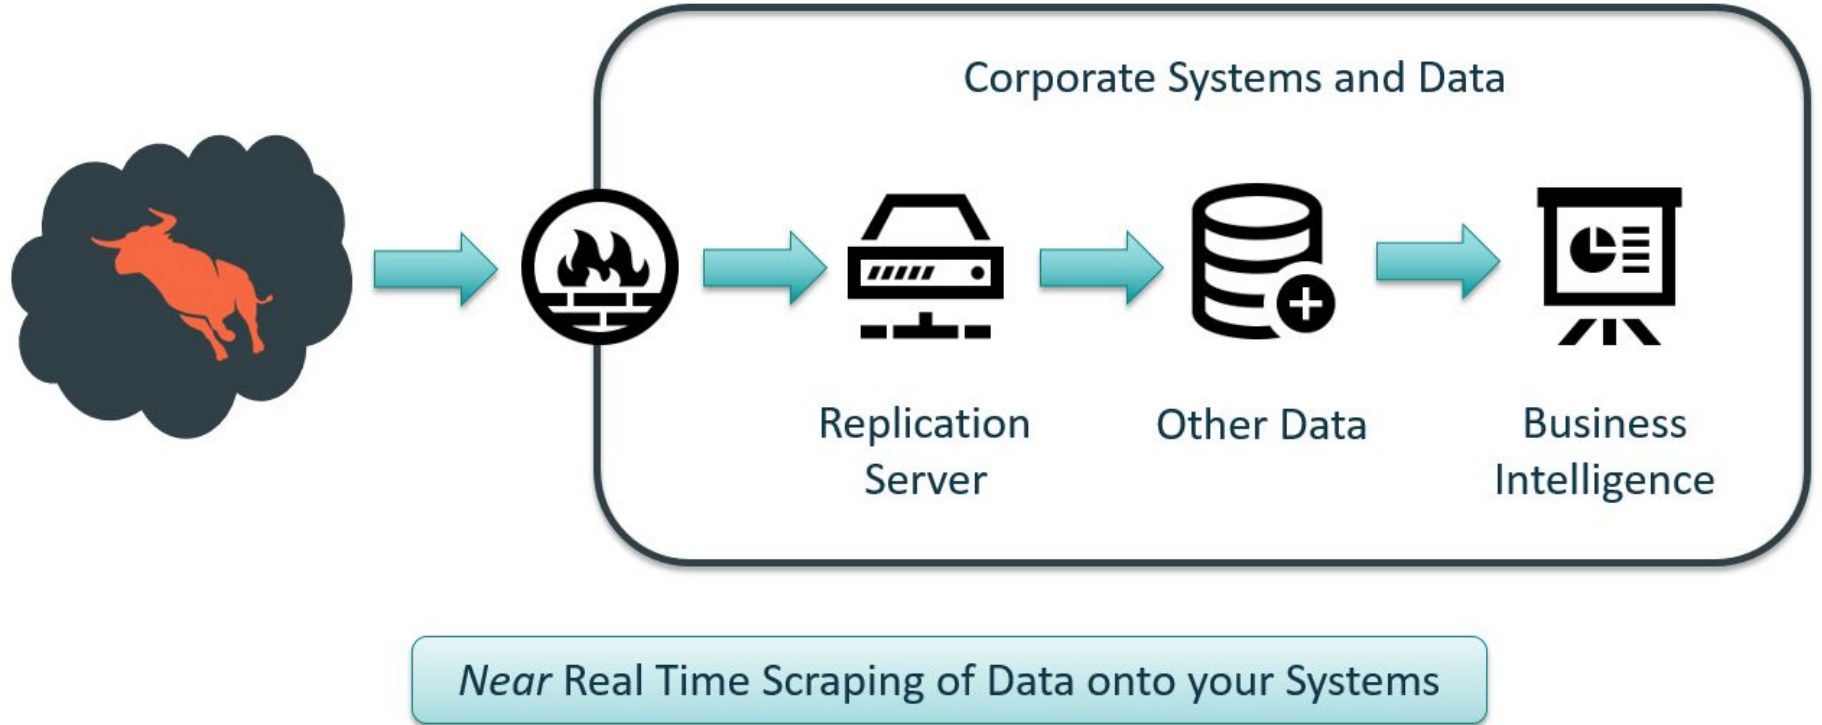 Corporate Systems and Data
Replication
Server
Other Data
Business
Intelligence
Near Real Time Scraping of Data onto your Systems